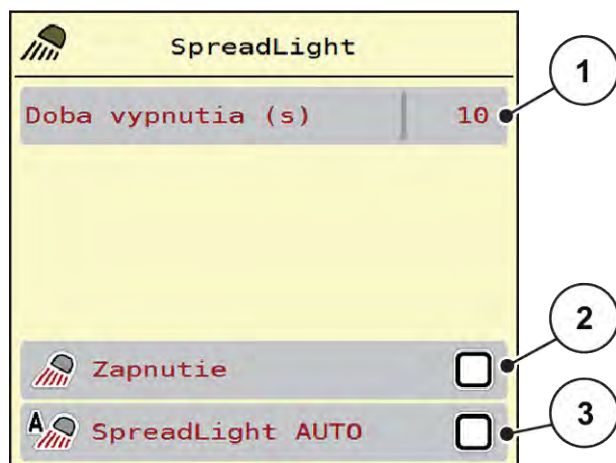 SpreadLight
Doba vypnutia (s) 10
1
Zapnutie
2
A
SpreadLight AUTO
3